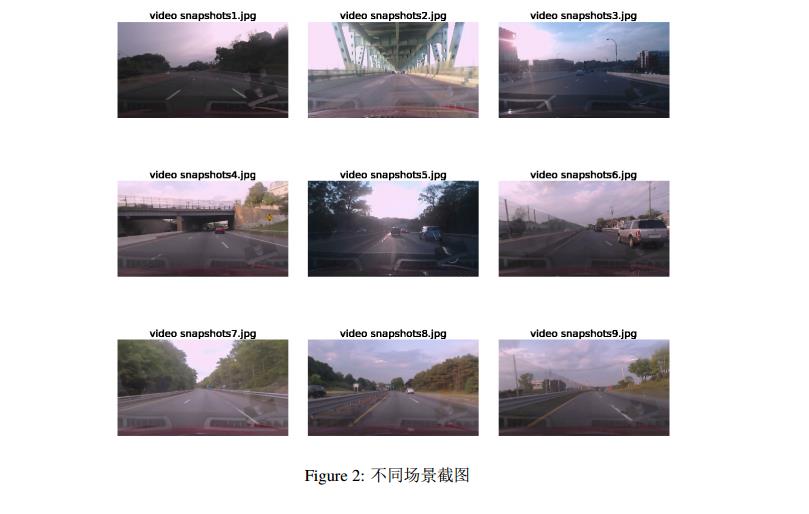 video snapshots1.jpg
video snapshots2.jpg
video snapshots3.jpg
video snapshots4.jpg
video snapshots5.jpg
video snapshots6.jpg
video snapshots7.jpg
video snapshots8.jpg
video snapshots9.jpg
Figure 2: 不同场景截图